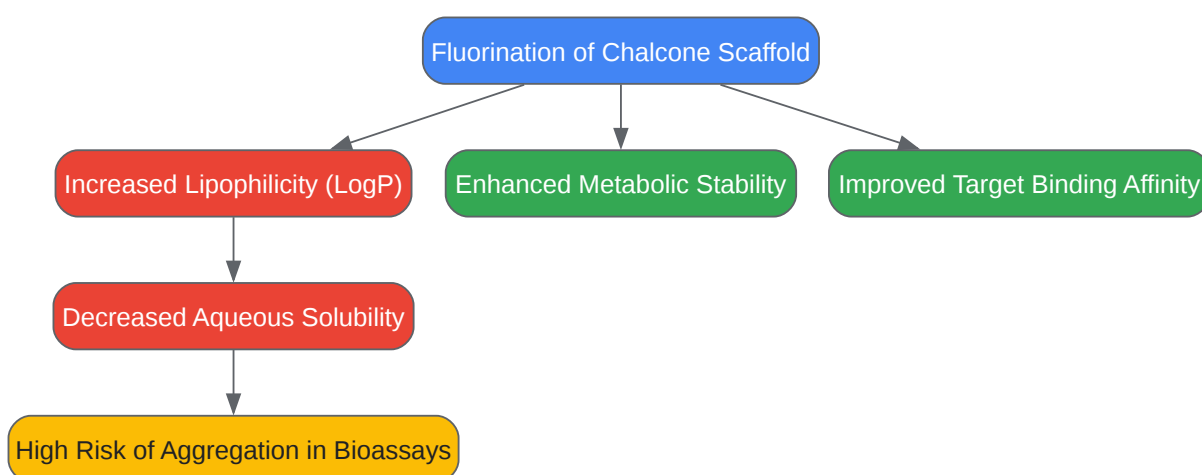 Fluorination of Chalcone Scaffold
Increased Lipophilicity (LogP)
Enhanced Metabolic Stability
Improved Target Binding Affinity
Decreased Aqueous Solubility
High Risk of Aggregation in Bioassays